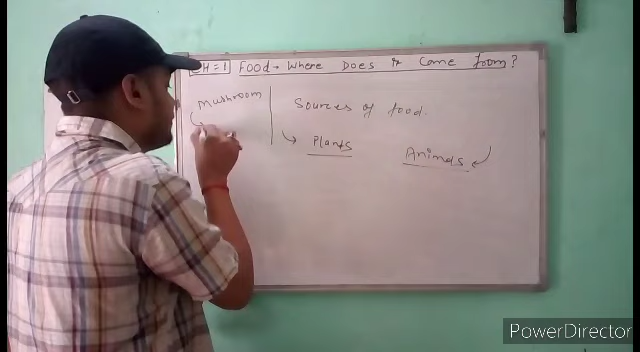 CH=1 Food → Where Does it Come from?
Mushroom
Sources of food.
Plants
Animals
PowerDirector